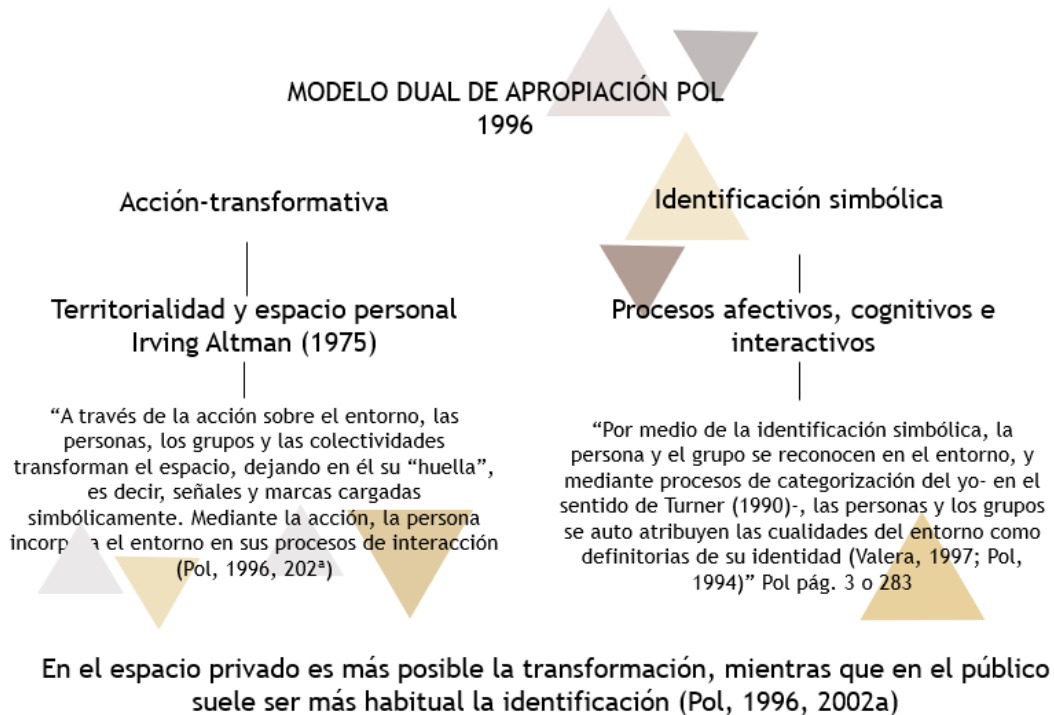 MODELO DUAL DE APROPIACIÓN POL
1996
Acción-transformativa
Territorialidad y espacio personal
Irving Altman (1975)
“A través de la acción sobre el entorno, las
personas, los grupos y las colectividades
transforman el espacio, dejando en él su “huella”,
es decir, señales y marcas cargadas
simbólicamente. Mediante la acción, la persona
el entorno en sus procesos de interacción
(Pol, 1996, 202ª)
Identificación simbólica
Procesos afectivos, cognitivos e
interactivos
“Por medio de la identificación simbólica, la
persona y el grupo se reconocen en el entorno, y
mediante procesos de categorización del yo- en el
sentido de Turner (1990)-, las personas y los grupos
se auto atribuyen las cualidades del entorno como
definitorias de su identidad (Valera, 1997; Pol,
1994)” Pol pág. 3 o 283
En el espacio privado es más posible la transformación, mientras que en el público
suele ser más habitual la identificación (Pol, 1996, 2002a)